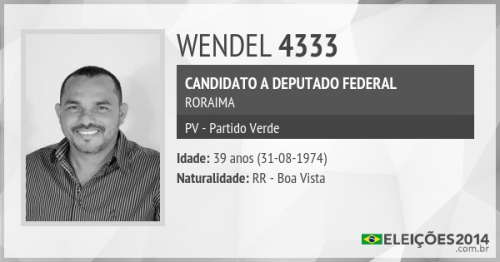 WENDEL 4333
CANDIDATO A DEPUTADO FEDERAL
RORAIMA
PV - Partido Verde
Idade: 39 anos (31-08-1974)
Naturalidade: RR - Boa Vista
ELEIÇÕES2014
.com.br